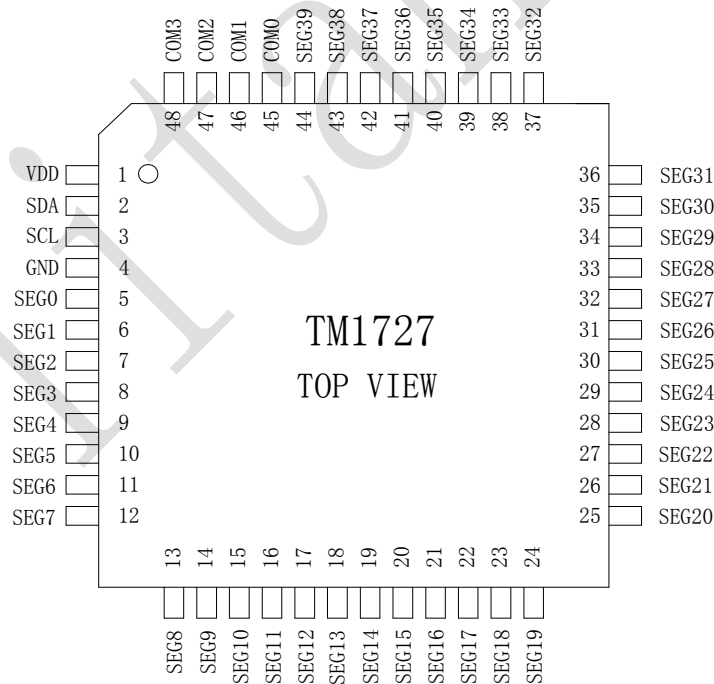 COM3 COM2 COM1 COM0 SEG39 SEG38 SEG37 SEG36 SEG35 SEG34 SEG33 SEG32
48 47 46 45 44 43 42 41 40 39 38 37
VDD 1 36 SEG31
SDA 2 35 SEG30
SCL 3 34 SEG29
GND 4 33 SEG28
SEG0 5 32 SEG27
SEG1 6 31 SEG26
SEG2 7 30 SEG25
SEG3 8 29 SEG24
SEG4 9 28 SEG23
SEG5 10 27 SEG22
SEG6 11 26 SEG21
SEG7 12 25 SEG20
TM1727
TOP VIEW
13 14 15 16 17 18 19 20 21 22 23 24
SEG8 SEG9 SEG10 SEG11 SEG12 SEG13 SEG14 SEG15 SEG16 SEG17 SEG18 SEG19